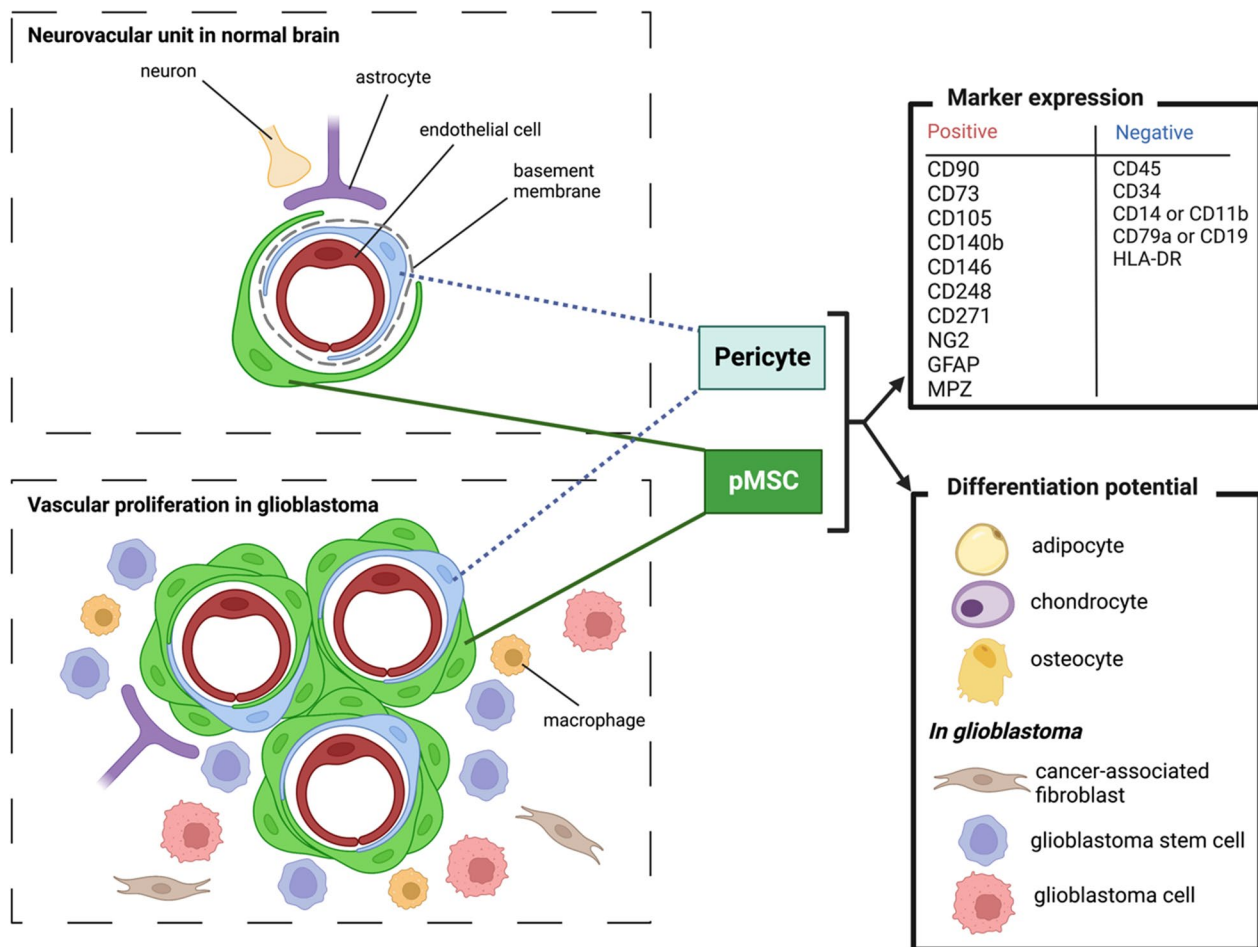 Neurovacular unit in normal brain
neuron
astrocyte
endothelial cell
basement
membrane
Vascular proliferation in glioblastoma
macrophage
Pericyte
pMSC
Marker expression
Positive
Negative
CD90
CD73
CD105
CD140b
CD146
CD248
CD271
NG2
GFAP
MPZ
CD45
CD34
CD14 or CD11b
CD79a or CD19
HLA-DR
Differentiation potential
adipocyte
chondrocyte
osteocyte
In glioblastoma
cancer-associated
fibroblast
glioblastoma stem cell
glioblastoma cell